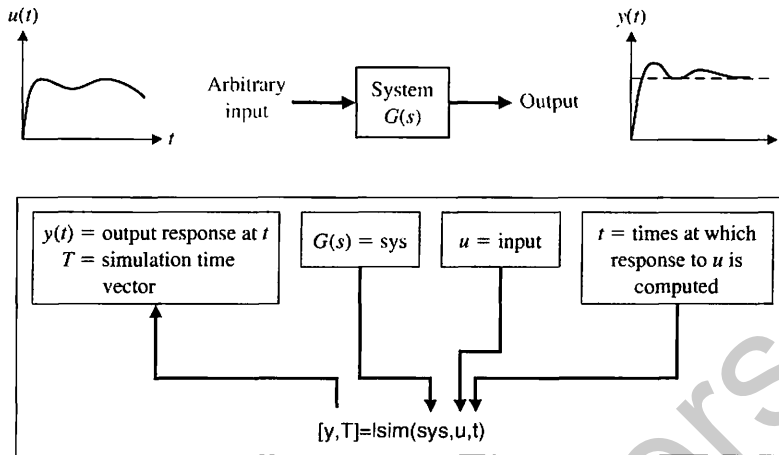 u(t)
t
Arbitrary
input
System
G(s)
Output
y(t)
y(t) = output response at t
T = simulation time
vector
G(s) = sys
u = input
t = times at which
response to u is
computed
[y,T]=lsim(sys,u,t)